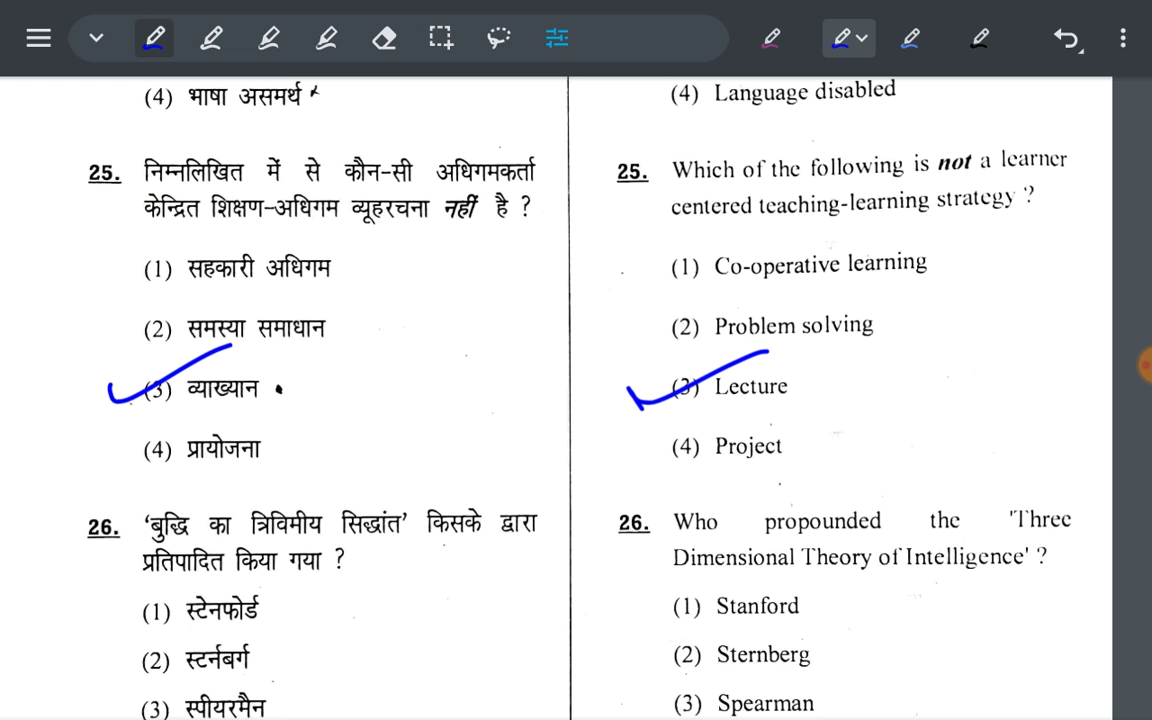 (4) भाषा असमर्थ
25. निम्नलिखित में से कौन-सी अधिगमकर्ता
केन्द्रित शिक्षण-अधिगम व्यूहरचना नहीं है ?
(1) सहकारी अधिगम
(2) समस्या समाधान
(3) व्याख्यान
(4) प्रायोजना
26. 'बुद्धि का त्रिविमीय सिद्धांत' किसके द्वारा
प्रतिपादित किया गया ?
(1) स्टेनफोर्ड
(2) स्टर्नबर्ग
(3) स्पीयरमैन
(4) Language disabled
25. Which of the following is not a learner
centered teaching-learning strategy ?
(1) Co-operative learning
(2) Problem solving
(3) Lecture
(4) Project
26. Who propounded the 'Three
Dimensional Theory of Intelligence' ?
(1) Stanford
(2) Sternberg
(3) Spearman